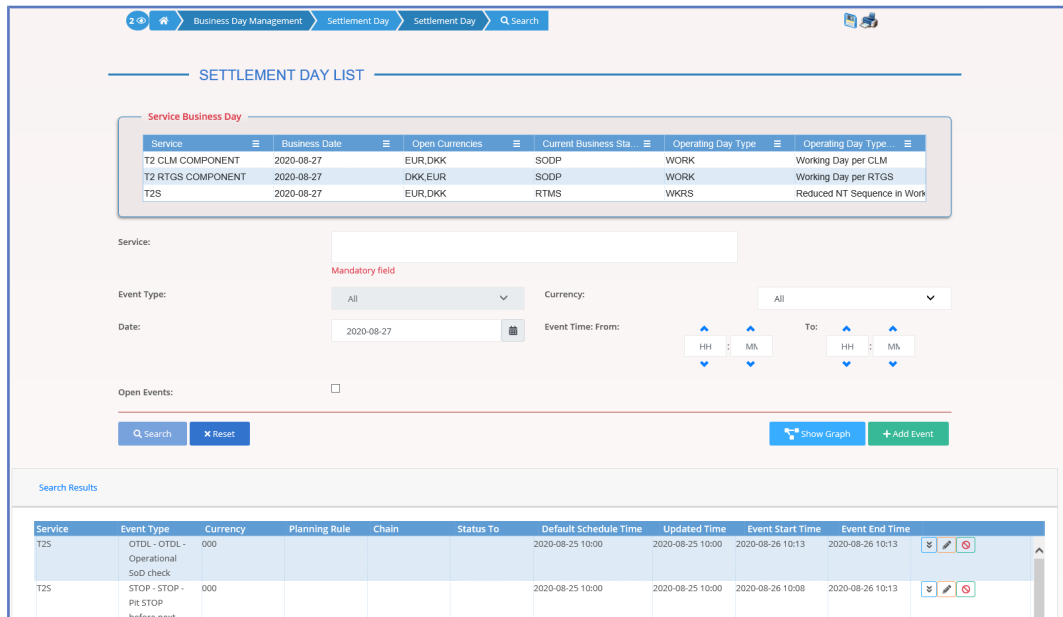 2 Business Day Management Settlement Day Settlement Day Search
SETTLEMENT DAY LIST
Service Business Day
Service Business Date Open Currencies Current Business Sta... Operating Day Type Operating Day Type...
T2 CLM COMPONENT 2020-08-27 EUR,DKK SODP WORK Working Day per CLM
T2 RTGS COMPONENT 2020-08-27 DKK,EUR SODP WORK Working Day per RTGS
T2S 2020-08-27 EUR,DKK RTMS WKRS Reduced NT Sequence in Work
Service:
Mandatory field
Event Type: All Currency: All
Date: 2020-08-27 Event Time: From: To:
HH : MM HH : MM
Open Events:
Search Reset Show Graph + Add Event
Search Results
Service Event Type Currency Planning Rule Chain Status To Default Schedule Time Updated Time Event Start Time Event End Time
T2S OTDL - OTDL - 000 2020-08-25 10:00 2020-08-25 10:00 2020-08-26 10:13 2020-08-26 10:13
Operational
SoD check
T2S STOP - STOP - 000 2020-08-25 10:00 2020-08-25 10:00 2020-08-26 10:08 2020-08-26 10:13
Pit STOP
before next